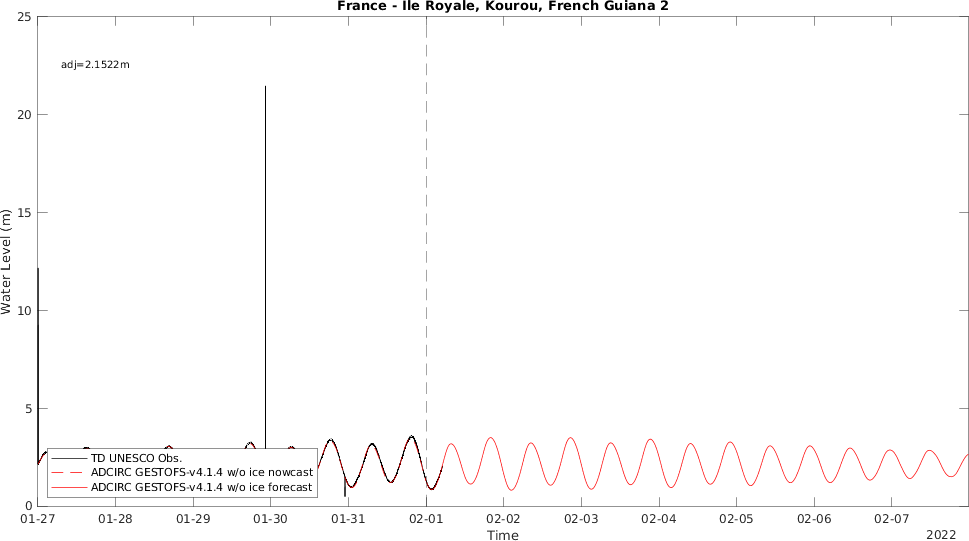 France - Ile Royale, Kourou, French Guiana 2
adj=2.1522m
25
20
15
10
5
0
Water Level (m)
TD UNESCO Obs.
ADCIRC GESTOFS-v4.1.4 w/o ice nowcast
ADCIRC GESTOFS-v4.1.4 w/o ice forecast
01-27 01-28 01-29 01-30 01-31 02-01 02-02 02-03 02-04 02-05 02-06 02-07
Time
2022